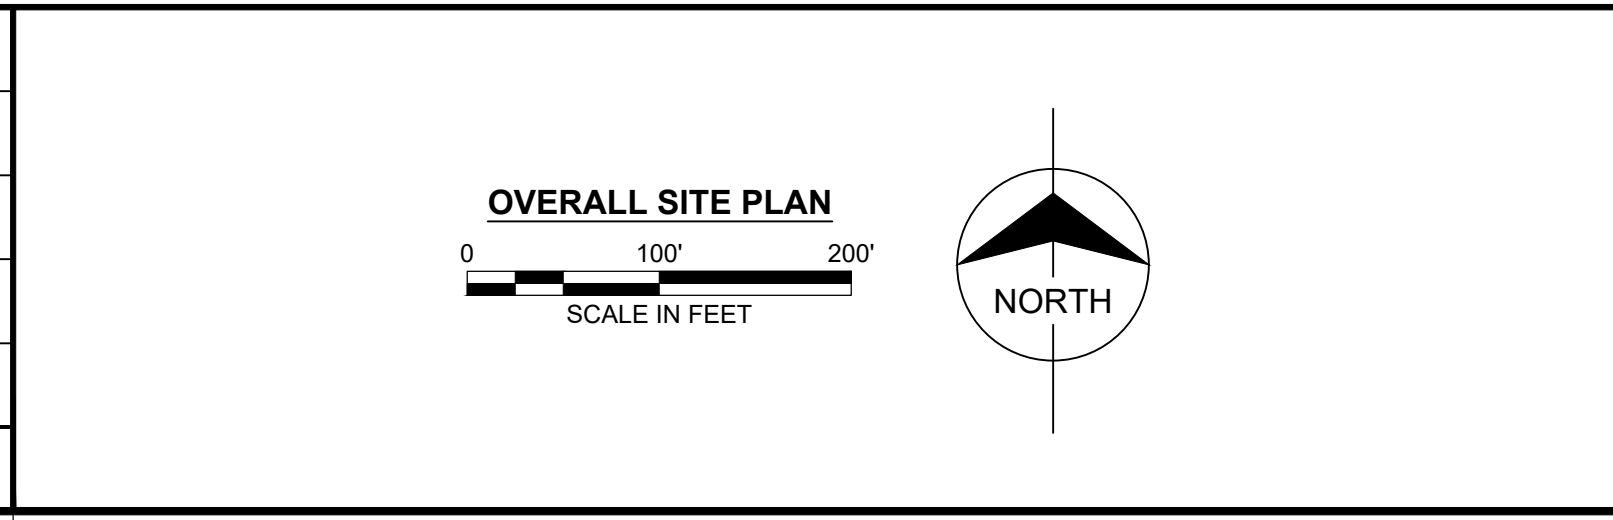 OVERALL SITE PLAN
0 100' 200'
SCALE IN FEET
NORTH